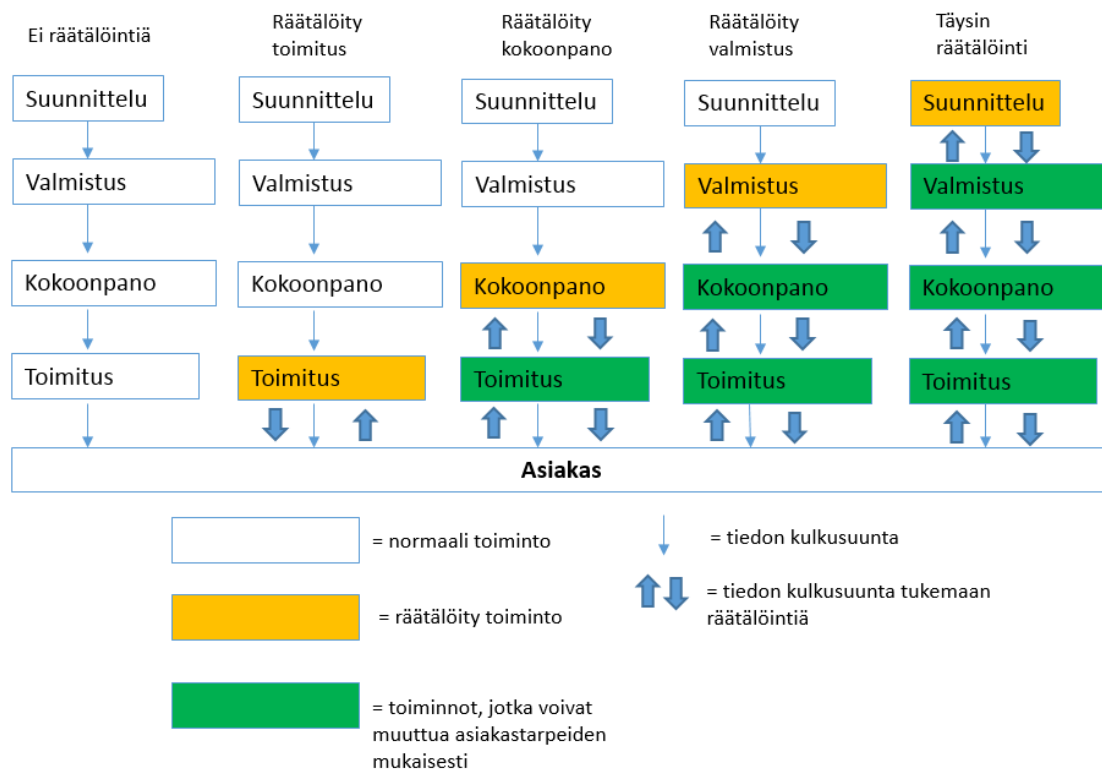 Ei räätälöintiä
Räätälöity
toimitus
Räätälöity
kokoonpano
Räätälöity
valmistus
Täysin
räätälöinti
Suunnittelu
Suunnittelu
Suunnittelu
Suunnittelu
Suunnittelu
Valmistus
Valmistus
Valmistus
Valmistus
Valmistus
Kokoonpano
Kokoonpano
Kokoonpano
Kokoonpano
Kokoonpano
Toimitus
Toimitus
Toimitus
Toimitus
Toimitus
Asiakas
= normaali toiminto
= tiedon kulkusuunta
= räätälöity toiminto
= tiedon kulkusuunta tukemaan
räätälöintiä
= toiminnot, jotka voivat
muuttua asiakastarpeiden
mukaisesti